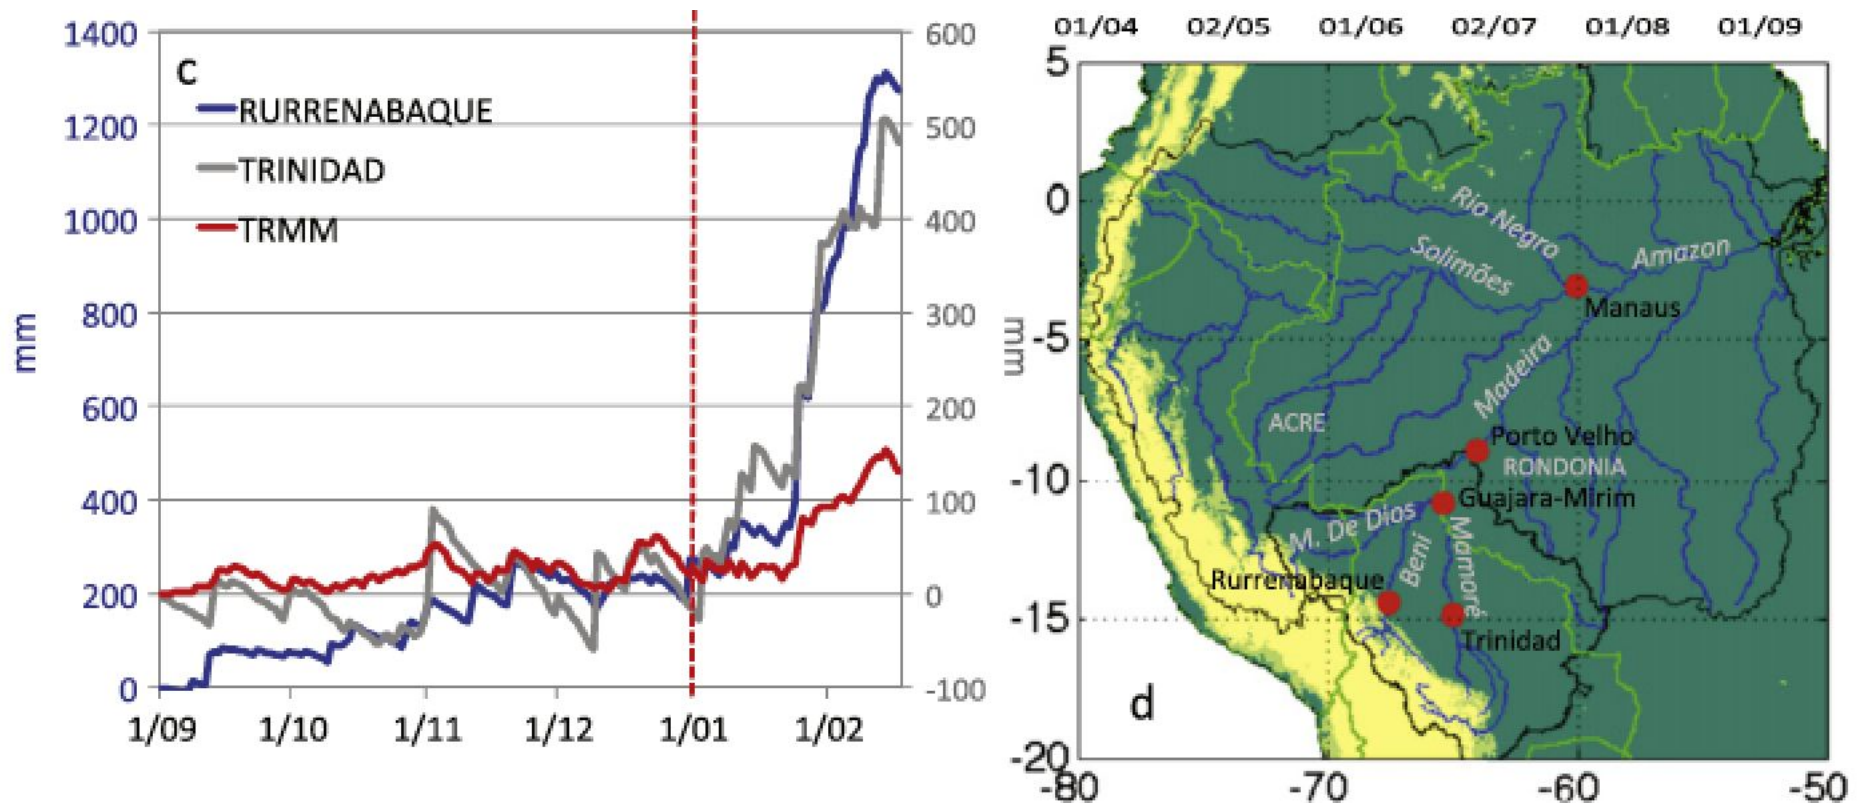 c
RURRENABAQUE
TRINIDAD
TRMM
1400
1200
1000
800
600
400
200
0
mm
600
500
400
300
200
100
0
-100
mm
1/09 1/10 1/11 1/12 1/01 1/02
01/04 02/05 01/06 02/07 01/08 01/09
5
0
-5
-10
-15
-20
-80 -70 -60 -50
Rio Negro
Solimões
Amazon
Manaus
Madeira
ACRE
Porto Velho
RONDONIA
Guajara-Mirim
M. De Dios
Beni
Mamoré
Rurrenabaque
Trinidad
d